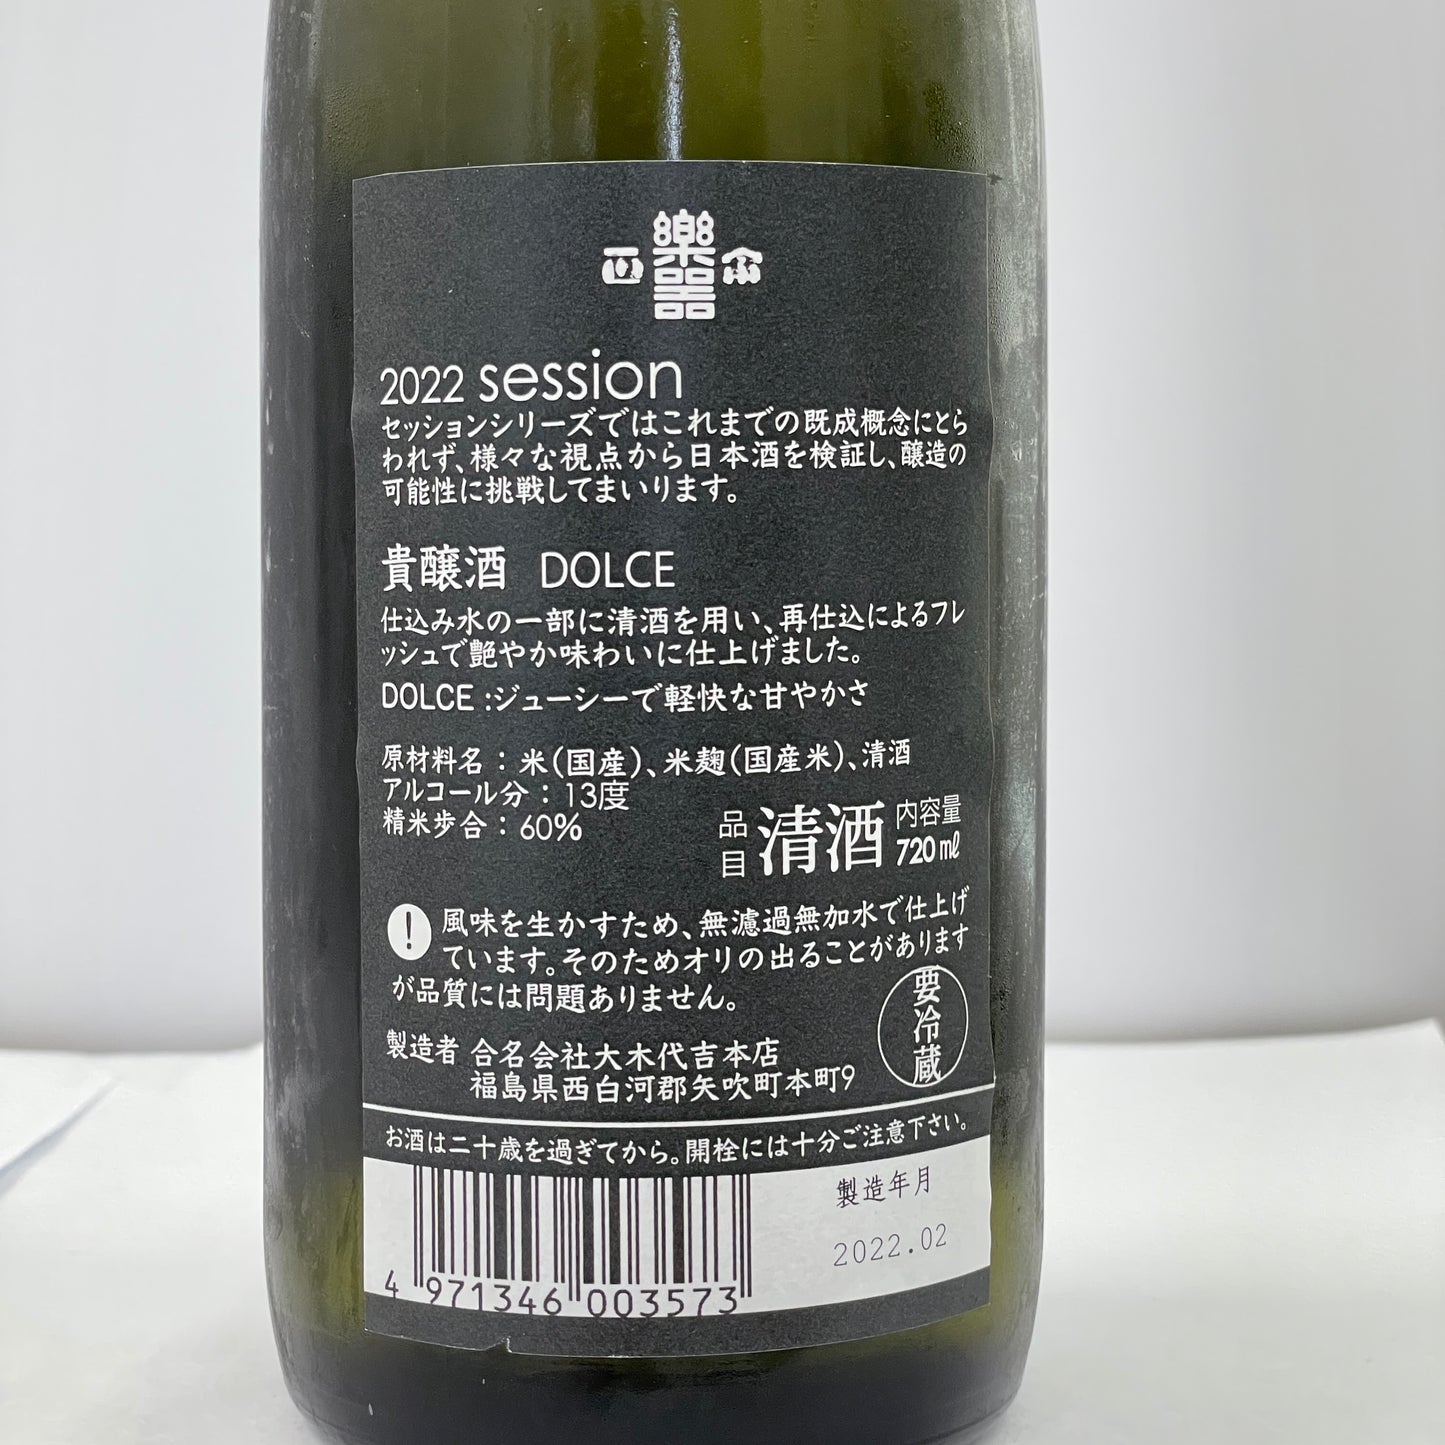 樂器正宗
2022 session
セッションシリーズではこれまでの既成概念にとら
われず、様々な視点から日本酒を検証し、醸造の
可能性に挑戦してまいります。
貴醸酒 DOLCE
仕込み水の一部に清酒を用い、再仕込によるフレ
ッシュで艶やか味わいに仕上げました。
DOLCE :ジューシーで軽快な甘やかさ
原材料名 : 米(国産)、米麹(国産米)、清酒
アルコール分 : 13度
精米歩合 : 60%
品目 清酒 内容量
720㎖
! 風味を生かすため、無濾過無加水で仕上げ
ています。そのためオリの出ることがあります
が品質には問題ありません。
要冷蔵
製造者 合名会社大木代吉本店
福島県西白河郡矢吹町本町9
お酒は二十歳を過ぎてから。開栓には十分ご注意下さい。
製造年月
2022.02
4 971346 003573